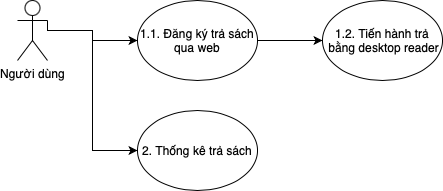 1.1. Đăng ký trả sách
qua web
1.2. Tiến hành trả
bằng desktop reader
Người dùng
2. Thống kê trả sách